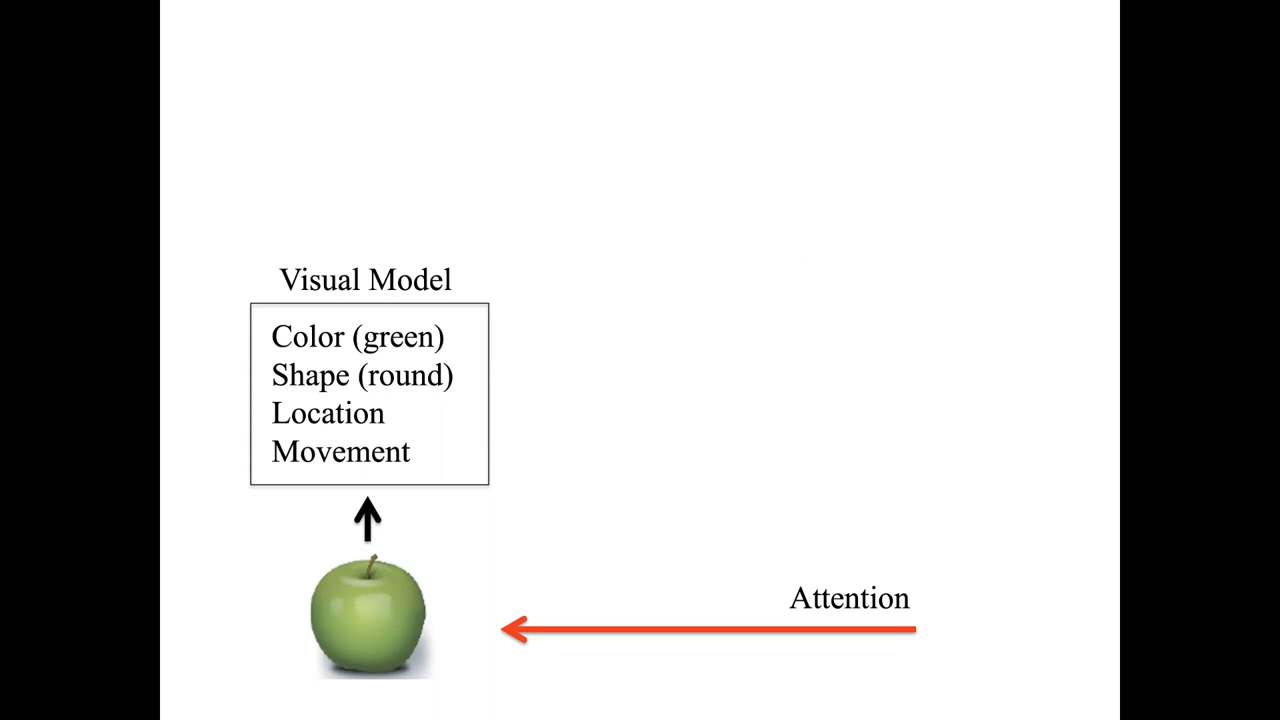 Visual Model
Color (green)
Shape (round)
Location
Movement
Attention